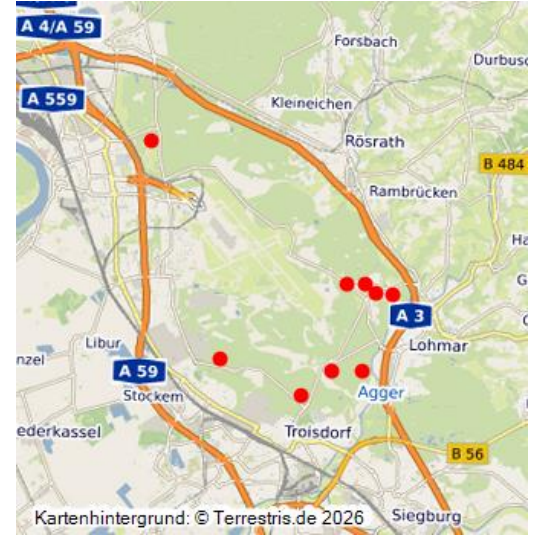 A 4/A 59
Forsbach
Durbusc
A 559
Kleineichen
Rösrath
B 484
Rambrücken
Ha
G
A 3
Libur
Lohmar
nzel
A 59
Stockem
Agger
ederkassel
Troisdorf
B 56
Siegburg
Kartenhintergrund: © Terrestris.de 2026